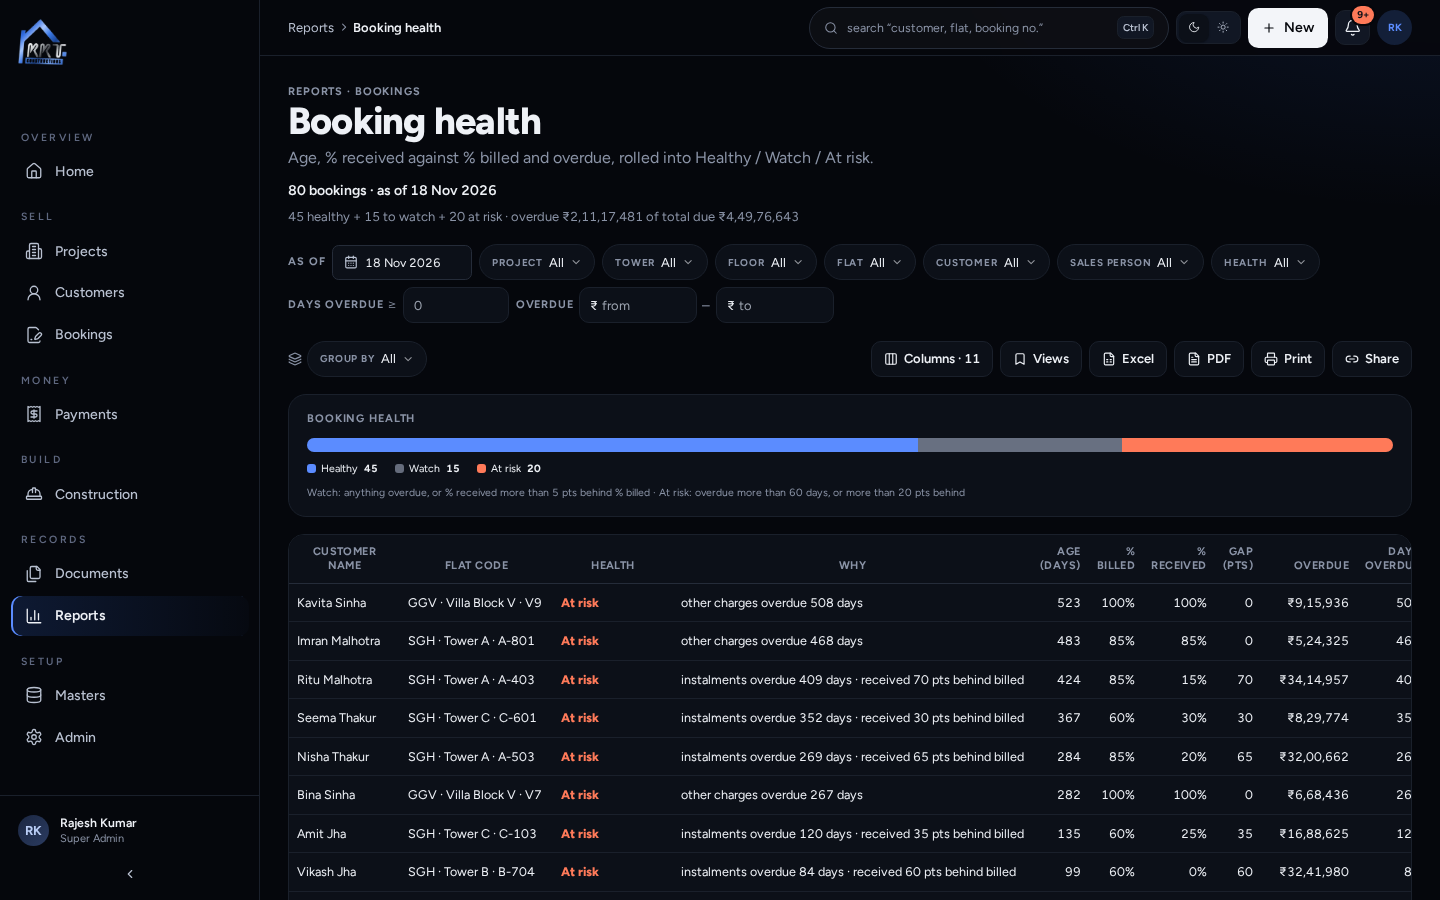 Reports > Booking health
search "customer, flat, booking no."
Ctrl K
New
9+
RK
OVERVIEW
Home
SELL
Projects
Customers
Bookings
MONEY
Payments
BUILD
Construction
RECORDS
Documents
Reports
SETUP
Masters
Admin
RK
Rajesh Kumar
Super Admin
REPORTS · BOOKINGS
Booking health
Age, % received against % billed and overdue, rolled into Healthy / Watch / At risk.
80 bookings · as of 18 Nov 2026
45 healthy + 15 to watch + 20 at risk · overdue ₹2,11,17,481 of total due ₹4,49,76,643
AS OF 18 Nov 2026 PROJECT All TOWER All FLOOR All FLAT All CUSTOMER All SALES PERSON All HEALTH All
DAYS OVERDUE ≥ 0 OVERDUE ₹ from – ₹ to
GROUP BY All Columns · 11 Views Excel PDF Print Share
BOOKING HEALTH
Healthy 45 Watch 15 At risk 20
Watch: anything overdue, or % received more than 5 pts behind % billed · At risk: overdue more than 60 days, or more than 20 pts behind
CUSTOMER NAME FLAT CODE HEALTH WHY AGE (DAYS) % BILLED % RECEIVED GAP (PTS) OVERDUE DAY OVERDU
Kavita Sinha GGV · Villa Block V · V9 At risk other charges overdue 508 days 523 100% 100% 0 ₹9,15,936 50
Imran Malhotra SGH · Tower A · A-801 At risk other charges overdue 468 days 483 85% 85% 0 ₹5,24,325 46
Ritu Malhotra SGH · Tower A · A-403 At risk instalments overdue 409 days · received 70 pts behind billed 424 85% 15% 70 ₹34,14,957 40
Seema Thakur SGH · Tower C · C-601 At risk instalments overdue 352 days · received 30 pts behind billed 367 60% 30% 30 ₹8,29,774 35
Nisha Thakur SGH · Tower A · A-503 At risk instalments overdue 269 days · received 65 pts behind billed 284 85% 20% 65 ₹32,00,662 26
Bina Sinha GGV · Villa Block V · V7 At risk other charges overdue 267 days 282 100% 100% 0 ₹6,68,436 26
Amit Jha SGH · Tower C · C-103 At risk instalments overdue 120 days · received 35 pts behind billed 135 60% 25% 35 ₹16,88,625 12
Vikash Jha SGH · Tower B · B-704 At risk instalments overdue 84 days · received 60 pts behind billed 99 60% 0% 60 ₹32,41,980 8